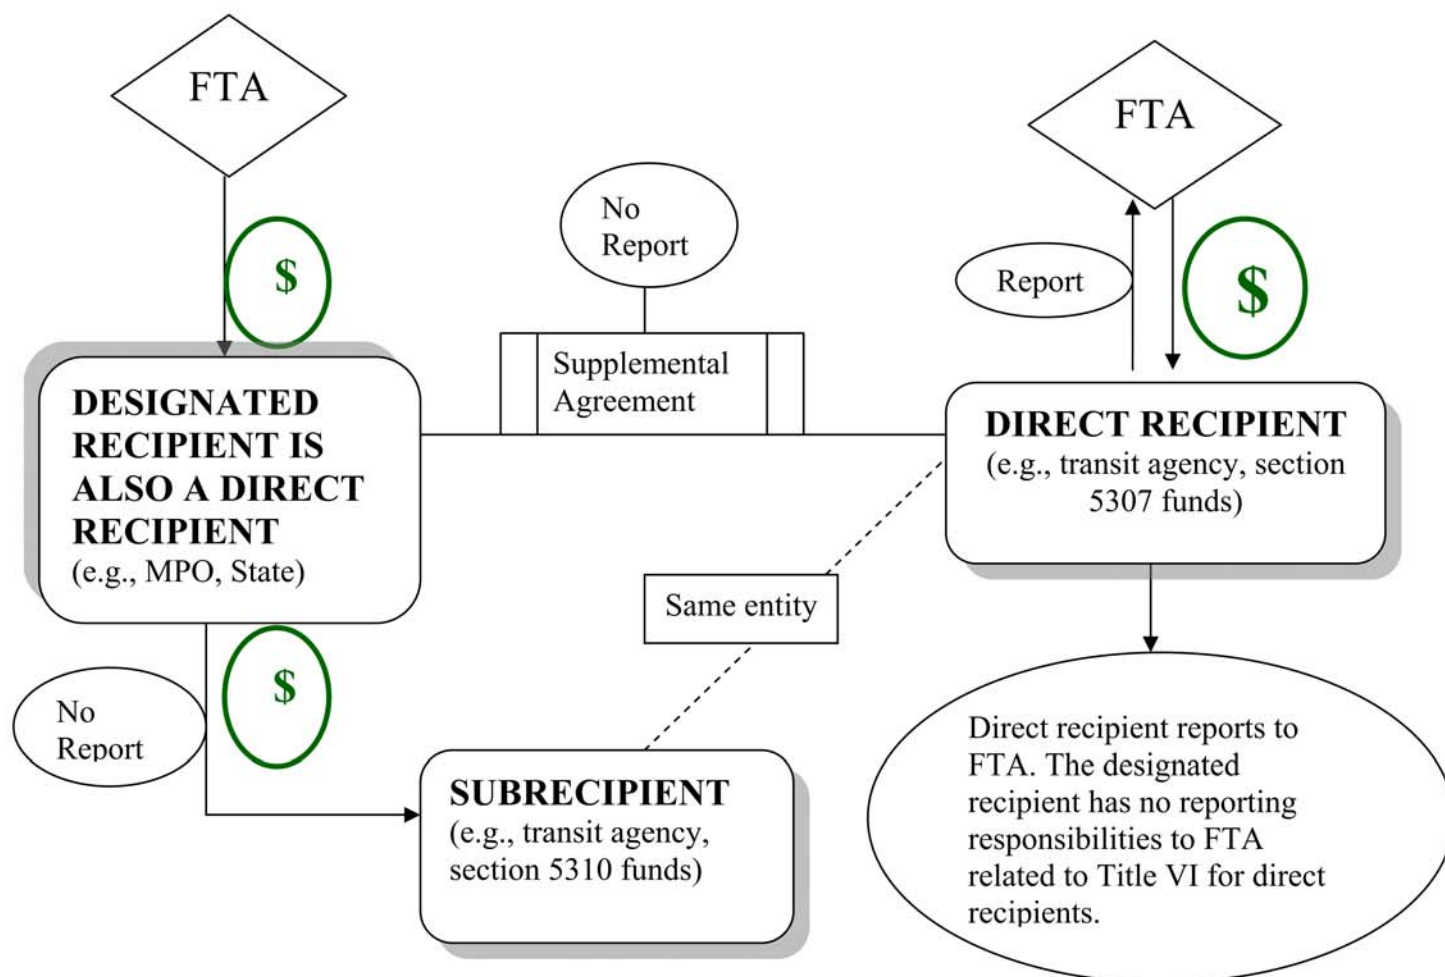 FTA
$
DESIGNATED
RECIPIENT IS
ALSO A DIRECT
RECIPIENT
(e.g., MPO, State)
No
Report
$
No
Report
Supplemental
Agreement
Same entity
SUBRECIPIENT
(e.g., transit agency,
section 5310 funds)
FTA
Report
$
DIRECT RECIPIENT
(e.g., transit agency, section
5307 funds)
Direct recipient reports to
FTA. The designated
recipient has no reporting
responsibilities to FTA
related to Title VI for direct
recipients.